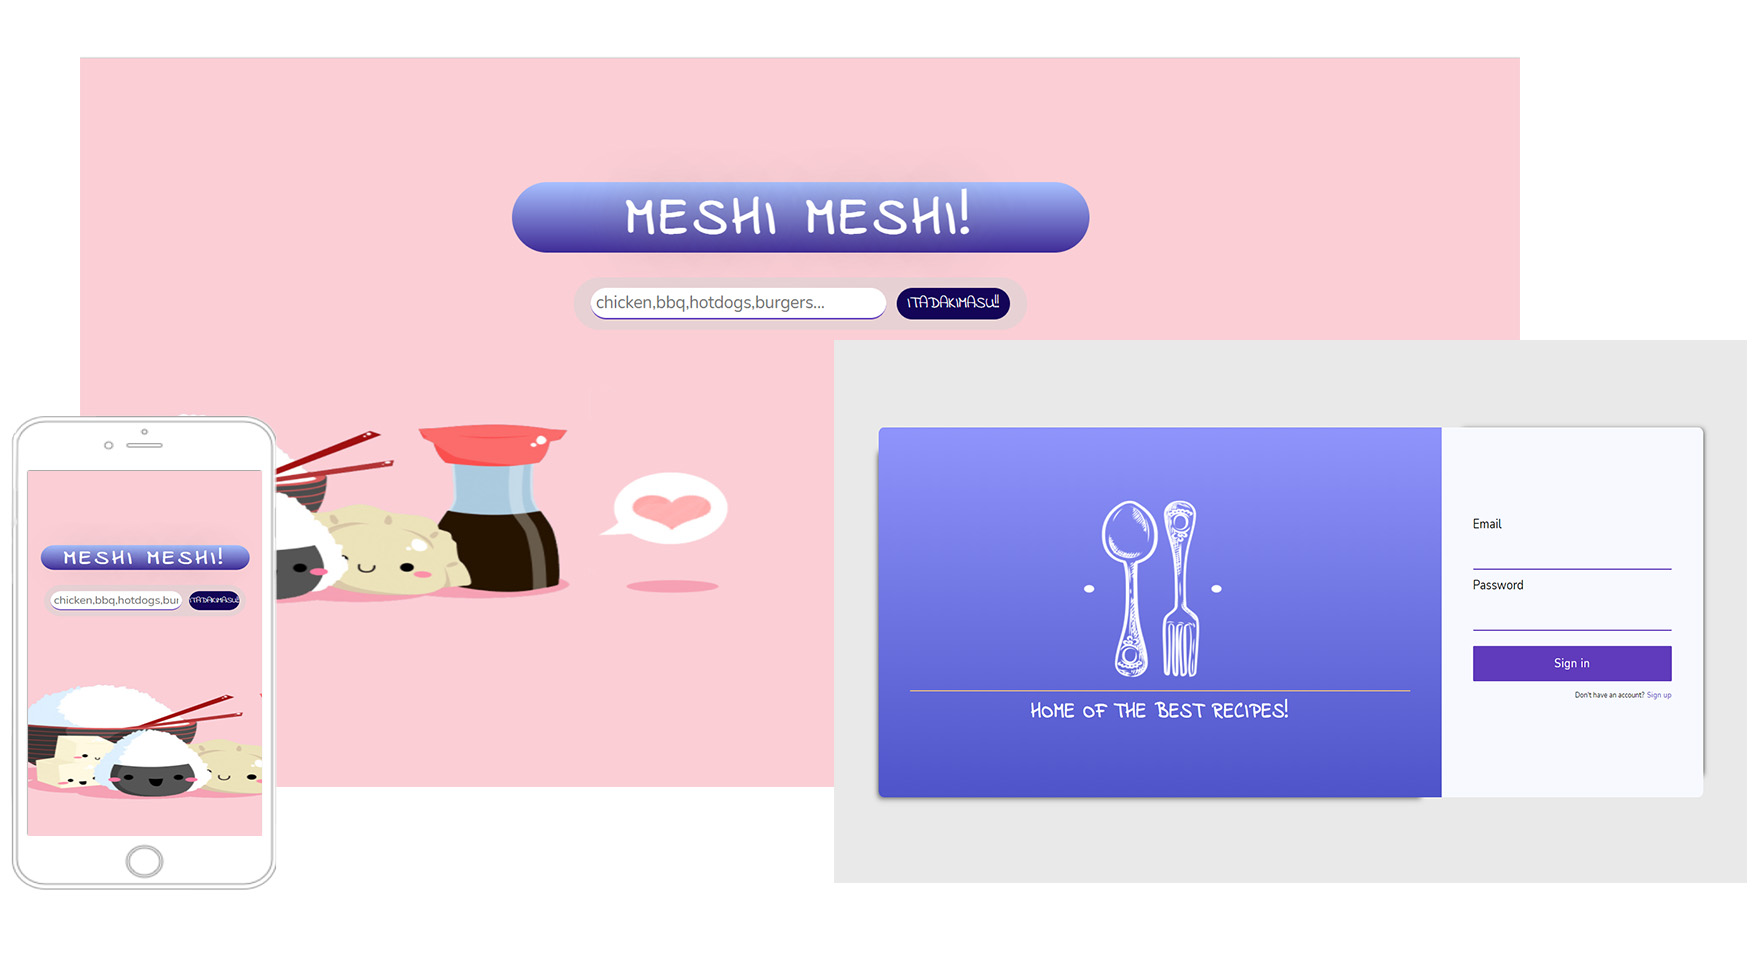 MESHI MESHI!
chicken,bbq,hotdogs,burgers...
ITADAKIMASU!!
MESHI MESHI!
chicken,bbq,hotdogs,bur
ITADAKIMASU!!
Email
Password
Sign in
Don't have an account? Sign up
HOME OF THE BEST RECIPES!